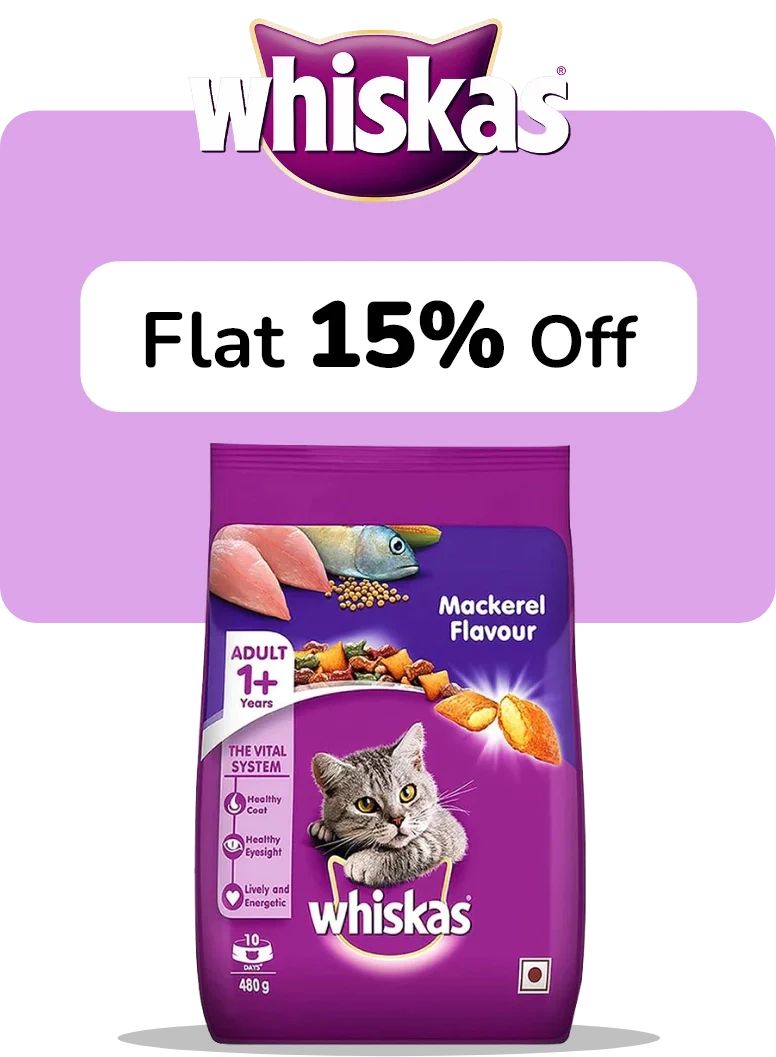 whiskas®
Flat 15% Off
Mackerel
Flavour
ADULT
1+
Years
THE VITAL
SYSTEM
Healthy
Coat
Healthy
Eyesight
Lively and
Energetic
whiskas®
10
DAYS*
480 g